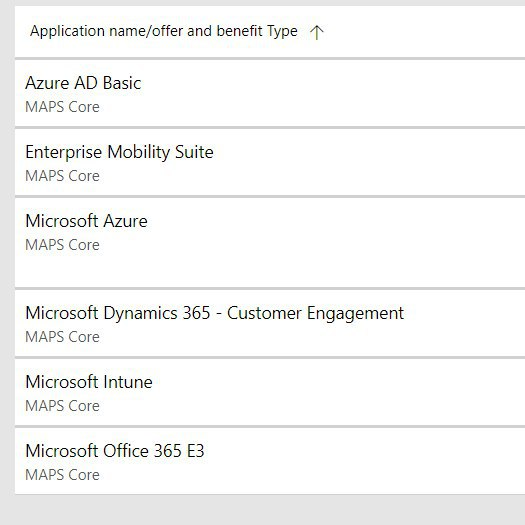 Application name/offer and benefit Type ↑
Azure AD Basic
MAPS Core
Enterprise Mobility Suite
MAPS Core
Microsoft Azure
MAPS Core
Microsoft Dynamics 365 - Customer Engagement
MAPS Core
Microsoft Intune
MAPS Core
Microsoft Office 365 E3
MAPS Core